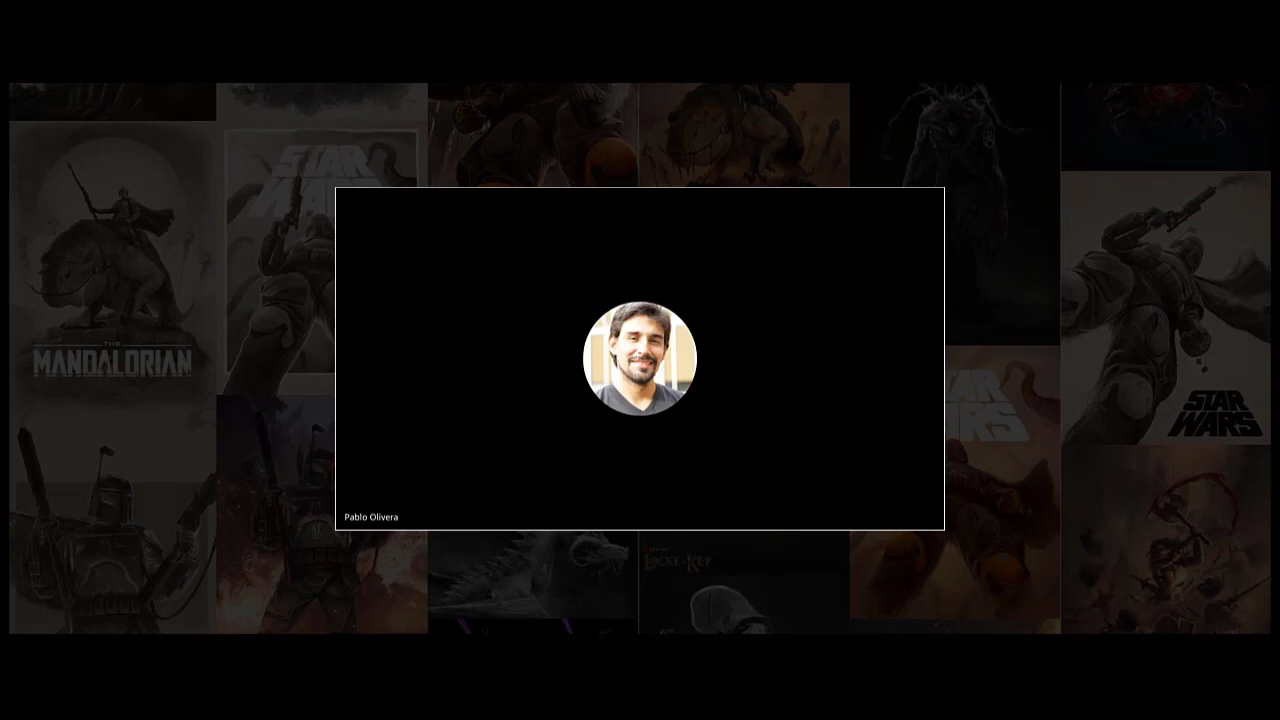 STAR
WARS
THE
MANDALORIAN
STAR
WARS
STAR
WARS
Pablo Olivera
LOCKE & KEY